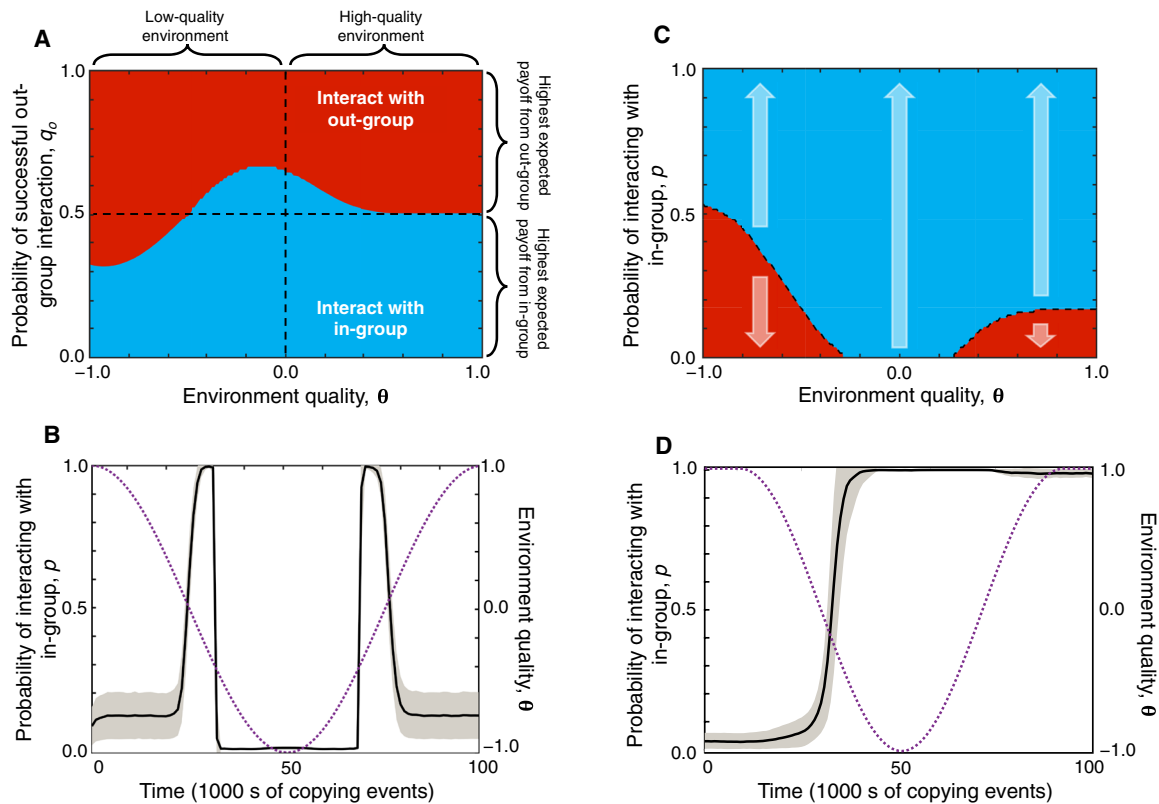 A
Low-quality
environment
High-quality
environment
1.0
0.5
0.0
Probability of successful out-
group interaction, qo
Interact with
out-group
Interact with
in-group
Highest expected
payoff from out-group
Highest expected
payoff from in-group
−1.0
0.0
1.0
Environment quality, θ
B
1.0
0.5
0.0
Probability of interacting with
in-group, p
1.0
0.0
−1.0
Environment quality, θ
0
50
100
Time (1000 s of copying events)
C
1.0
0.5
0.0
Probability of interacting with
in-group, p
−1.0
0.0
1.0
Environment quality, θ
D
1.0
0.5
0.0
Probability of interacting with
in-group, p
1.0
0.0
−1.0
Environment quality, θ
0
50
100
Time (1000 s of copying events)